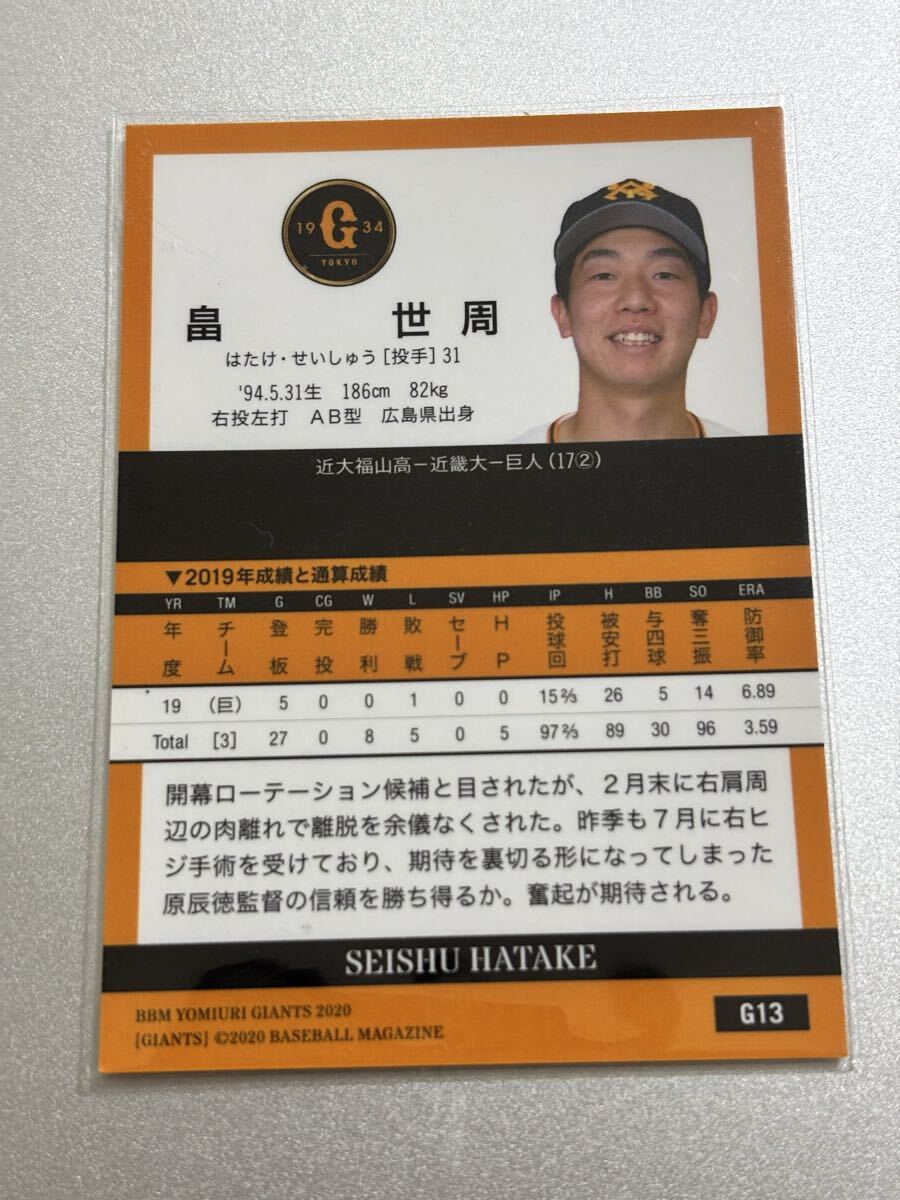 19 G 34
TOKYO
畠 世周
はたけ・せいしゅう[投手]31
'94.5.31生 186cm 82kg
右投左打 AB型 広島県出身
近大福山高－近畿大－巨人(17②)
▼2019年成績と通算成績
YR TM G CG W L SV HP IP H BB SO ERA
年度 チーム 登板 完投 勝利 敗戦 セーブ HP 投球回 被安打 与四球 奪三振 防御率
19 (巨) 5 0 0 1 0 0 15⅔ 26 5 14 6.89
Total [3] 27 0 8 5 0 5 97⅔ 89 30 96 3.59
開幕ローテーション候補と目されたが、２月末に右肩周
辺の肉離れで離脱を余儀なくされた。昨季も７月に右ヒ
ジ手術を受けており、期待を裏切る形になってしまった
原辰徳監督の信頼を勝ち得るか。奮起が期待される。
SEISHU HATAKE
BBM YOMIURI GIANTS 2020
[GIANTS] ©2020 BASEBALL MAGAZINE
G13